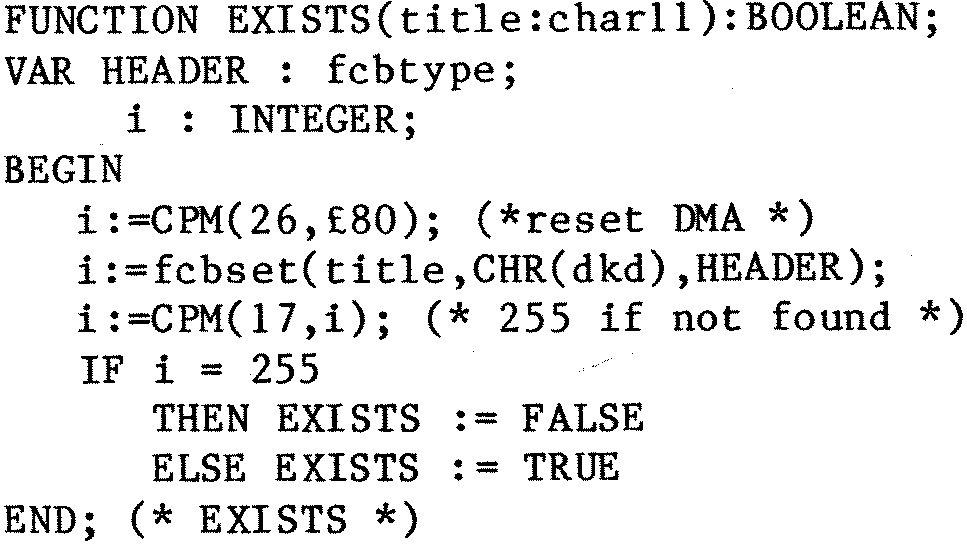 FUNCTION EXISTS(title:char11):BOOLEAN;
VAR HEADER : fcbtype;
i : INTEGER;
BEGIN
i:=CPM(26,£80); (*reset DMA *)
i:=fcbset(title,CHR(dkd),HEADER);
i:=CPM(17,i); (* 255 if not found *)
IF i = 255
THEN EXISTS := FALSE
ELSE EXISTS := TRUE
END; (* EXISTS *)